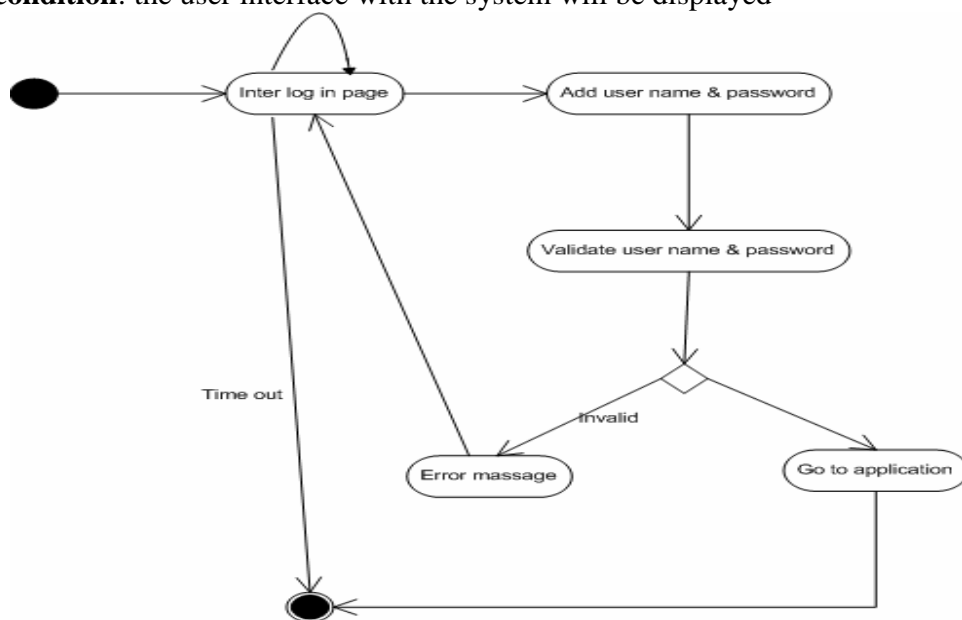 condition: the user interface with the system will be displayed
Inter log in page
Add user name & password
Validate user name & password
Time out
Invalid
Error massage
Go to application